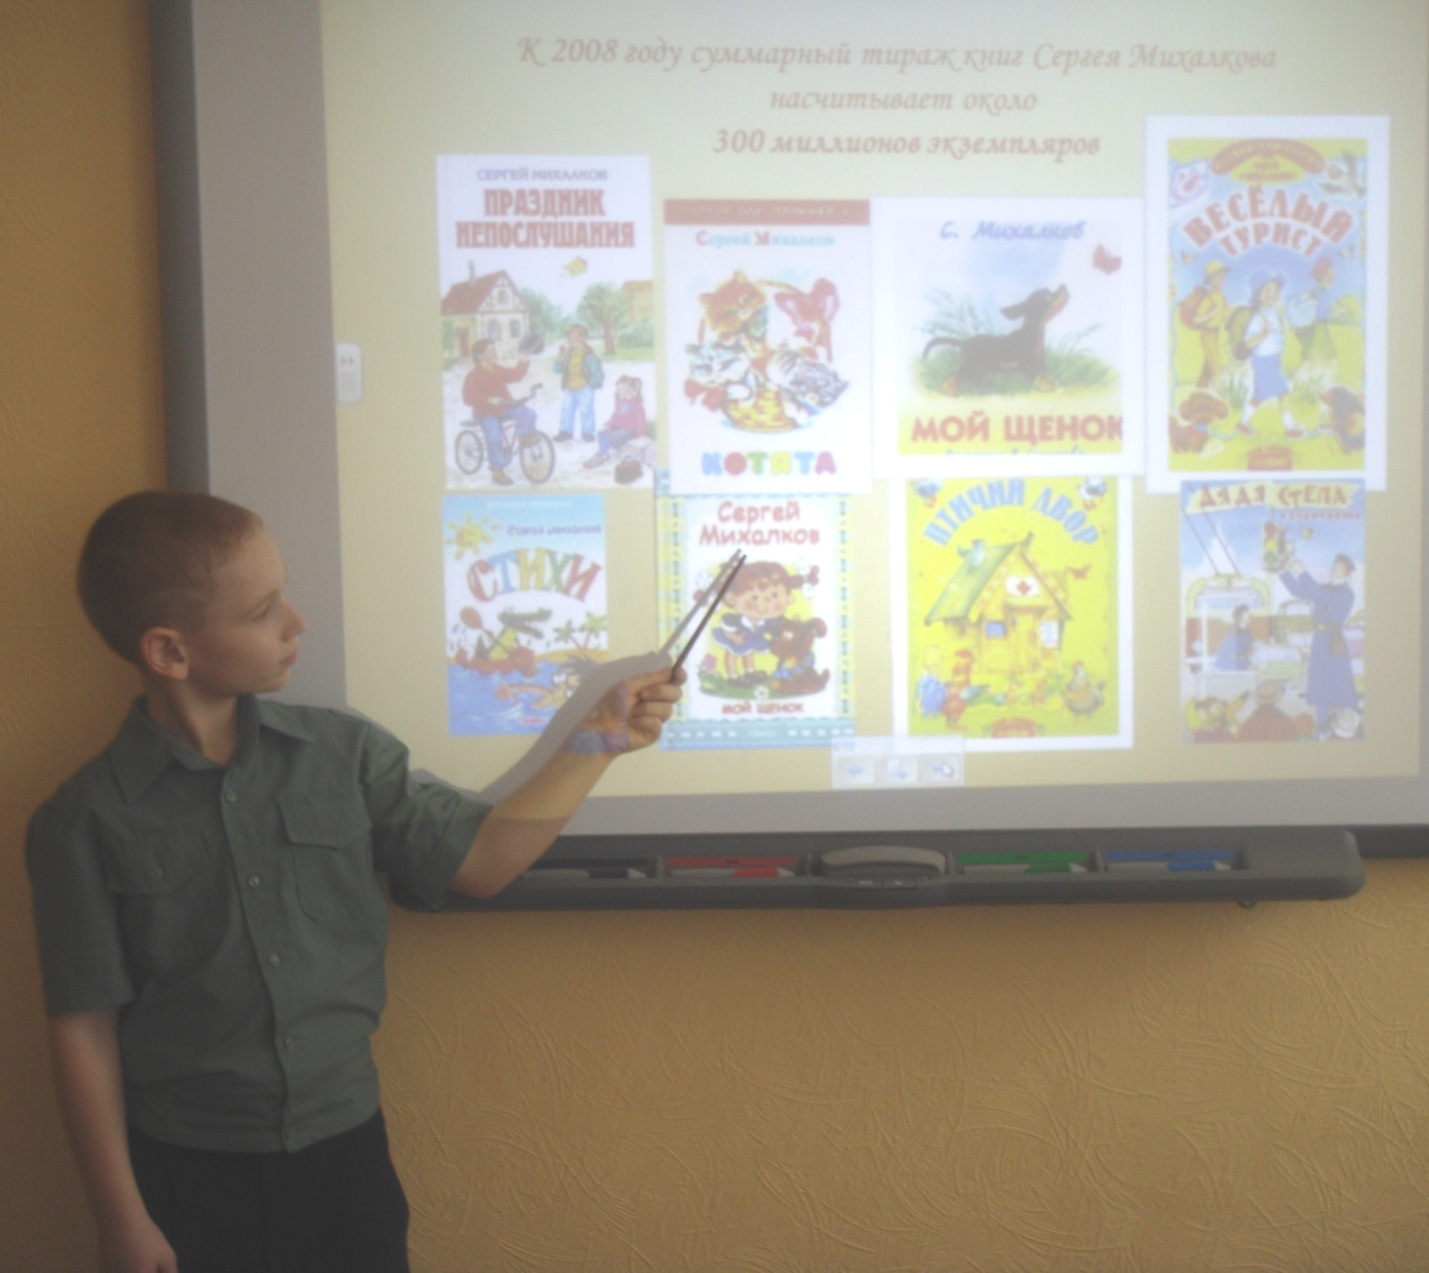 К 2008 году суммарный тираж книг Сергея Михалкова
насчитывает около
300 миллионов экземпляров
СЕРГЕЙ МИХАЛКОВ
ПРАЗДНИК
НЕПОСЛУШАНИЯ
Сергей Михалков
КОТЯТА
С. Михалков
МОЙ ЩЕНОК
ВЕСЁЛЫЙ
ТУРИСТ
Сергей Михалков
СТИХИ
Сергей
Михалков
МОЙ ЩЕНОК
ПТИЧИЙ ДВОР
ДЯДЯ СТЁПА